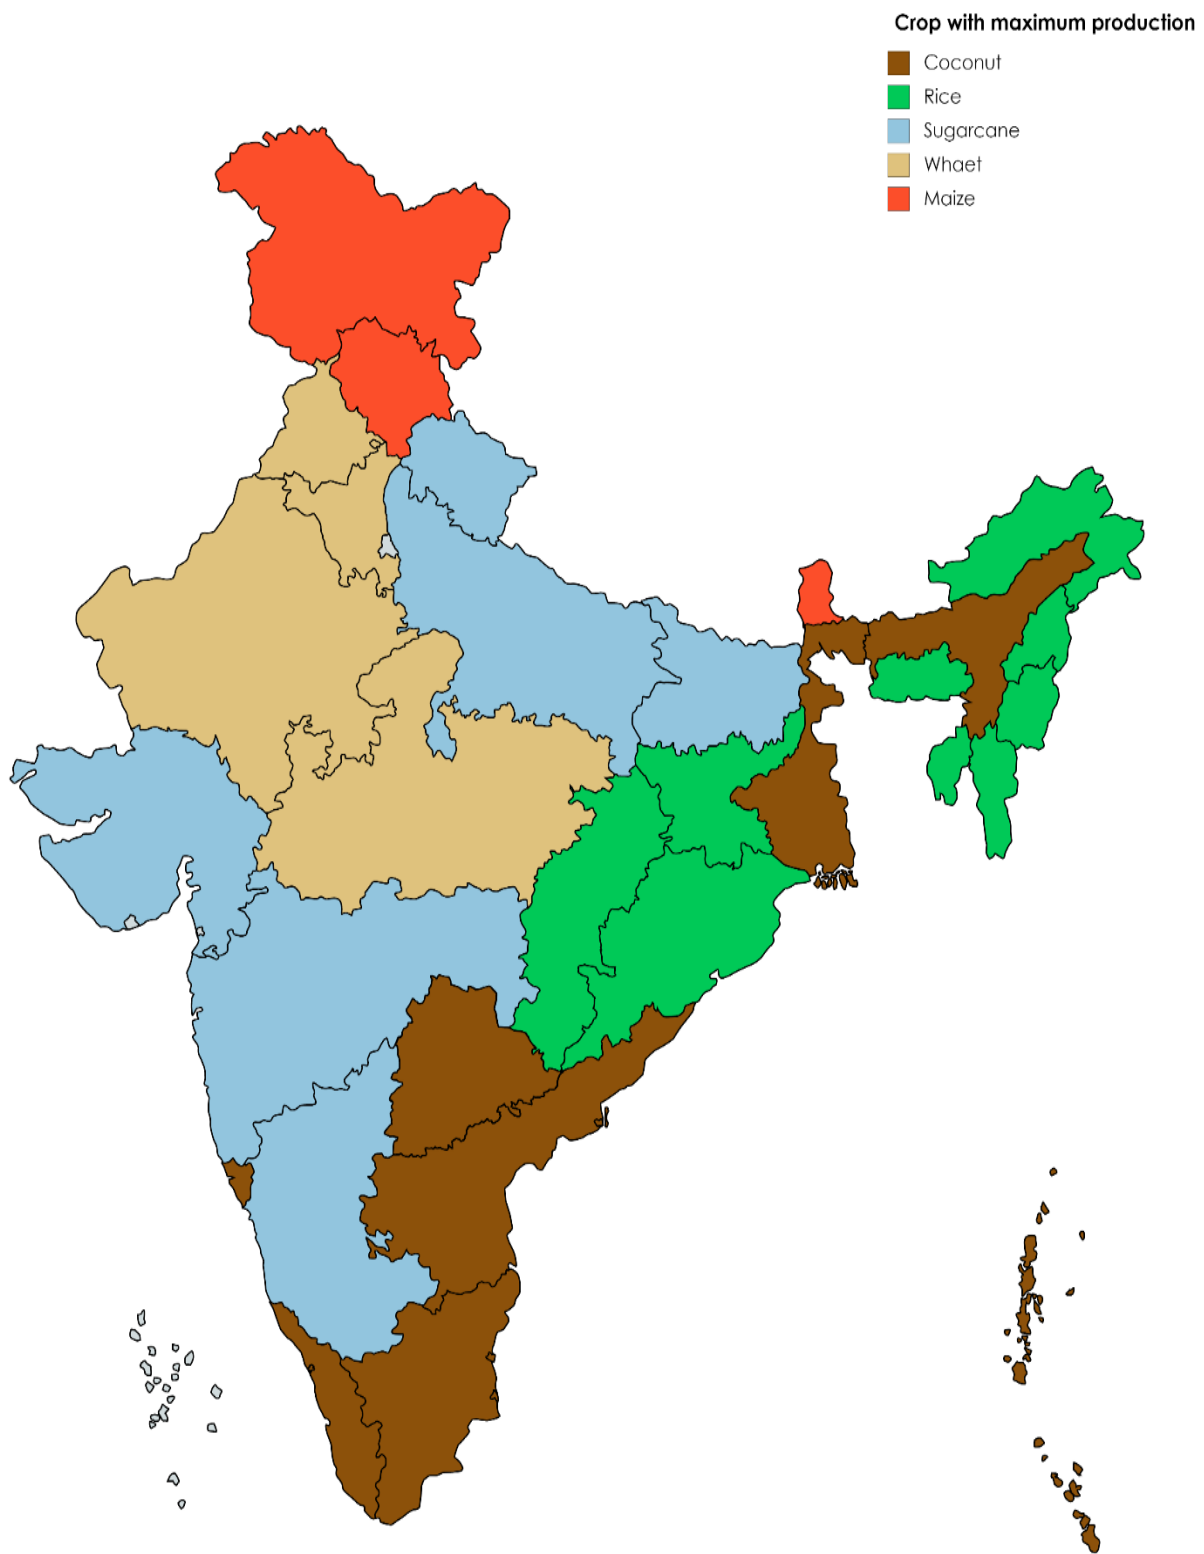 Crop with maximum production
Coconut
Rice
Sugarcane
Whaet
Maize